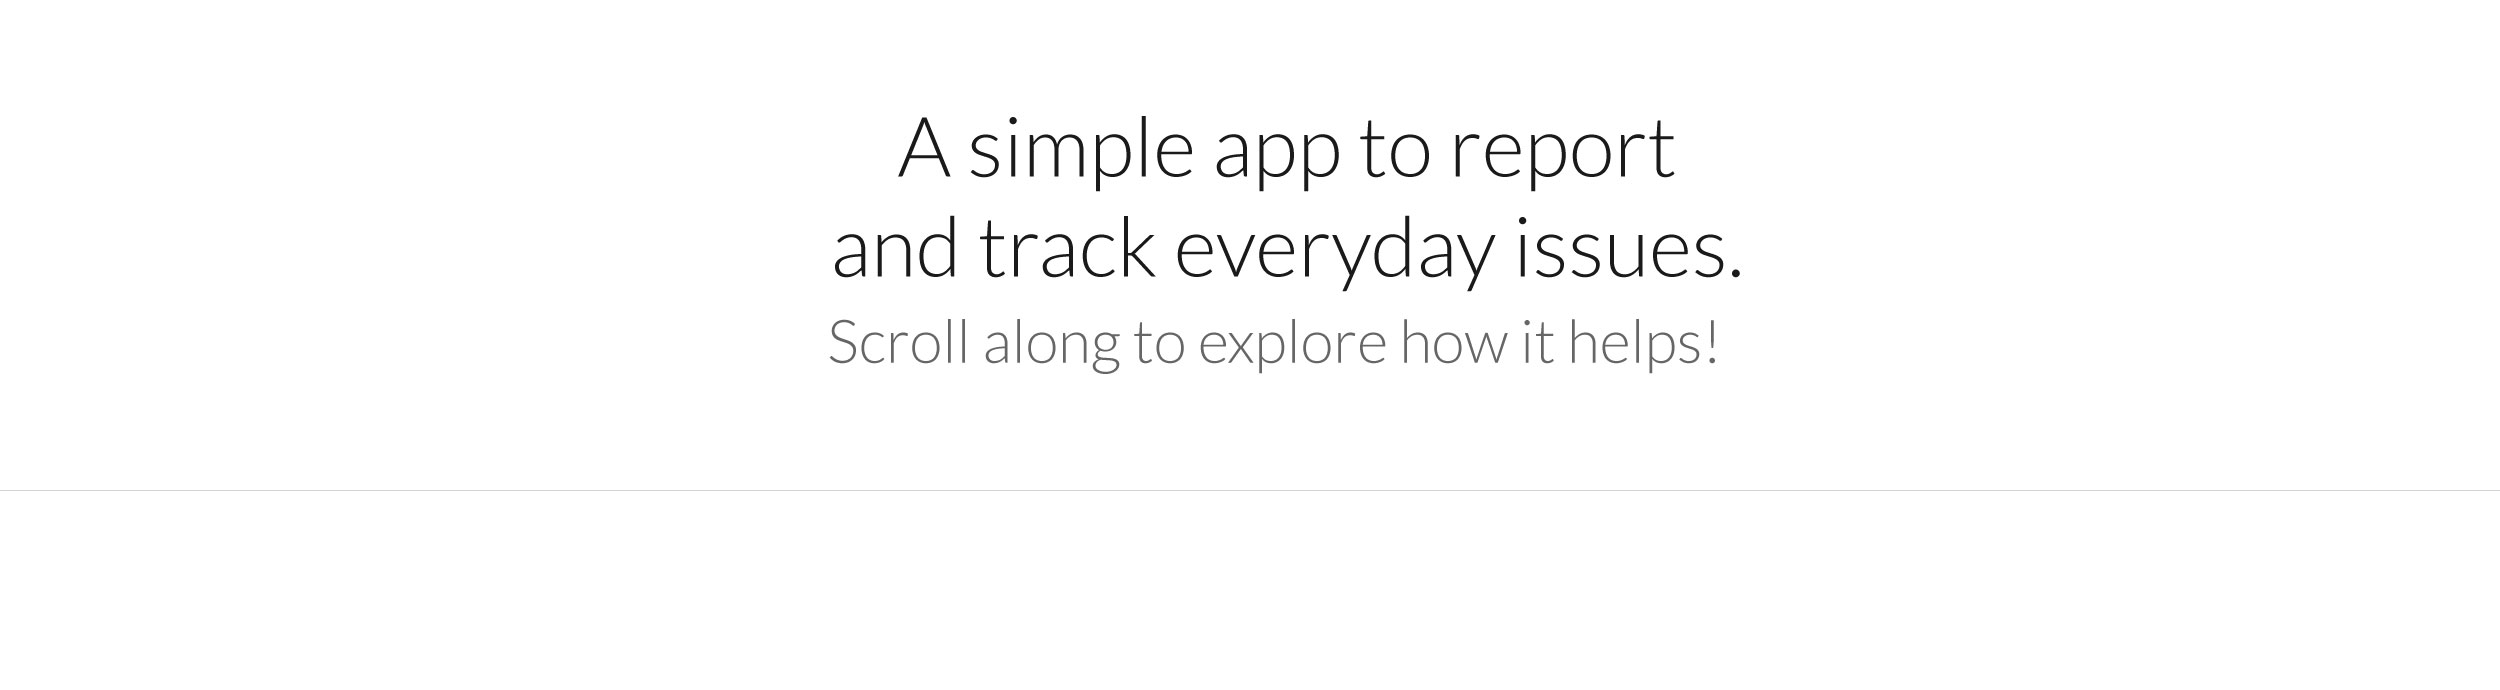 A simple app to report
and track everyday issues.
Scroll along to explore how it helps!